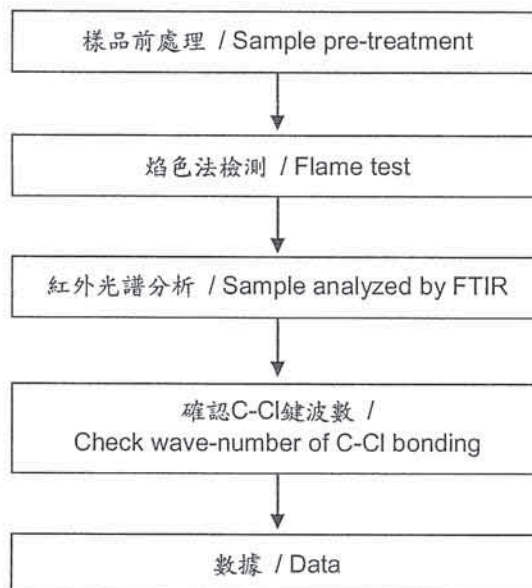 樣品前處理 / Sample pre-treatment
焰色法檢測 / Flame test
紅外光譜分析 / Sample analyzed by FTIR
確認C-Cl鍵波數 /
Check wave-number of C-Cl bonding
數據 / Data